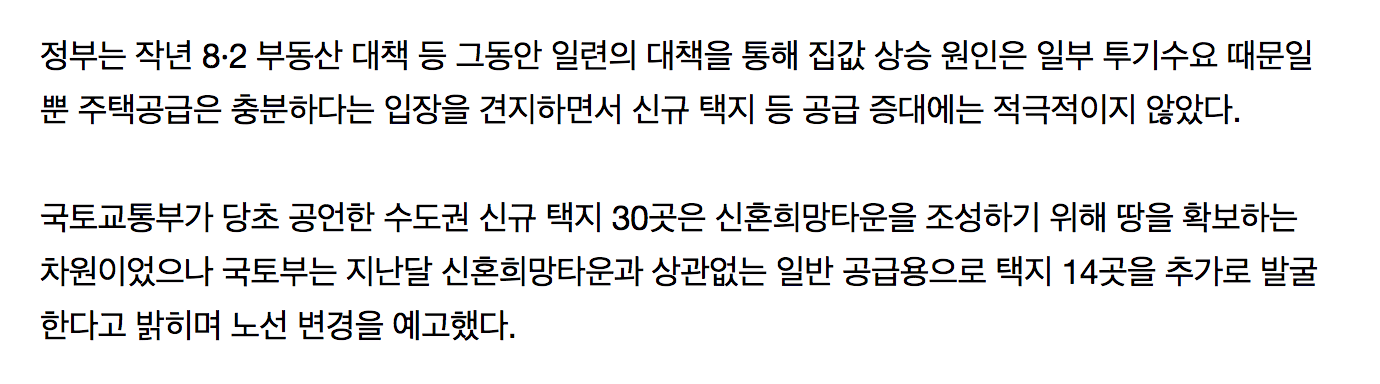 정부는 작년 8·2 부동산 대책 등 그동안 일련의 대책을 통해 집값 상승 원인은 일부 투기수요 때문일
뿐 주택공급은 충분하다는 입장을 견지하면서 신규 택지 등 공급 증대에는 적극적이지 않았다.
국토교통부가 당초 공언한 수도권 신규 택지 30곳은 신혼희망타운을 조성하기 위해 땅을 확보하는
차원이었으나 국토부는 지난달 신혼희망타운과 상관없는 일반 공급용으로 택지 14곳을 추가로 발굴
한다고 밝히며 노선 변경을 예고했다.